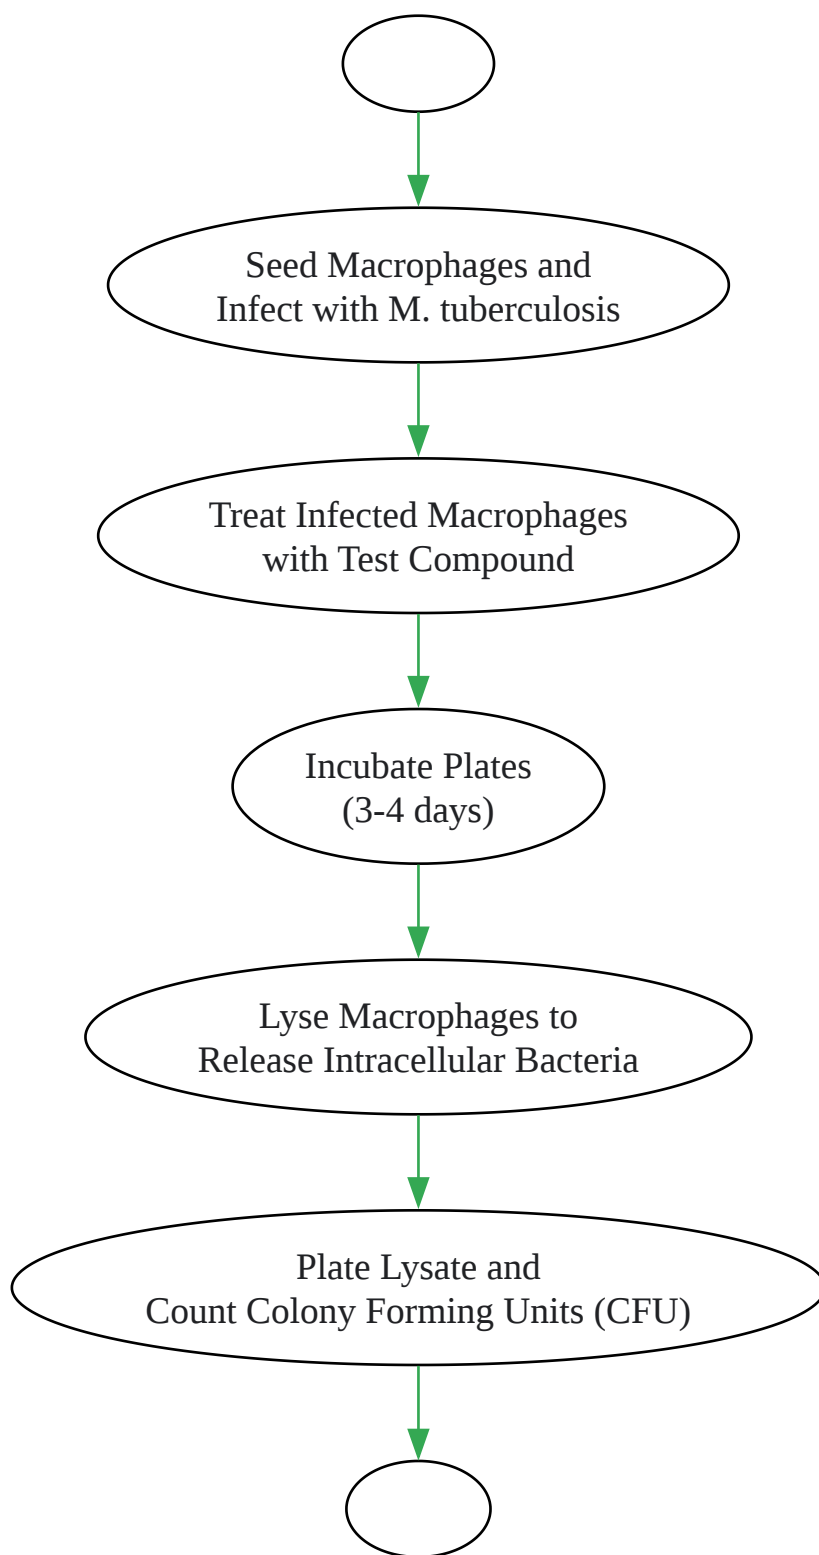 Seed Macrophages and
Infect with M. tuberculosis
Treat Infected Macrophages
with Test Compound
Incubate Plates
(3-4 days)
Lyse Macrophages to
Release Intracellular Bacteria
Plate Lysate and
Count Colony Forming Units (CFU)